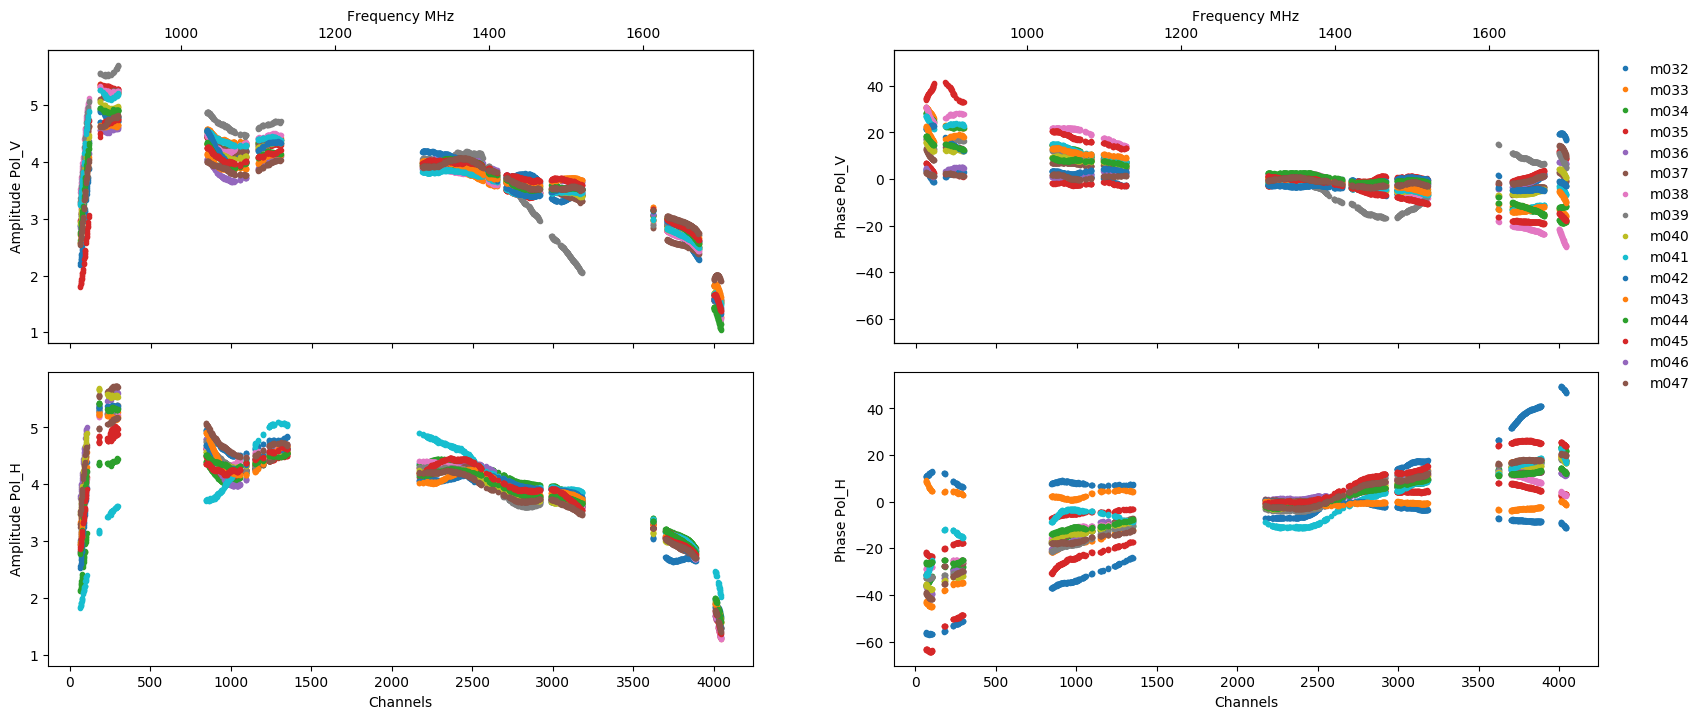 Frequency MHz
1000 1200 1400 1600
Amplitude Pol_V
5
4
3
2
1
Frequency MHz
1000 1200 1400 1600
Phase Pol_V
40
20
0
−20
−40
−60
m032
m033
m034
m035
m036
m037
m038
m039
m040
m041
m042
m043
m044
m045
m046
m047
Amplitude Pol_H
5
4
3
2
1
0 500 1000 1500 2000 2500 3000 3500 4000
Channels
Phase Pol_H
40
20
0
−20
−40
−60
0 500 1000 1500 2000 2500 3000 3500 4000
Channels